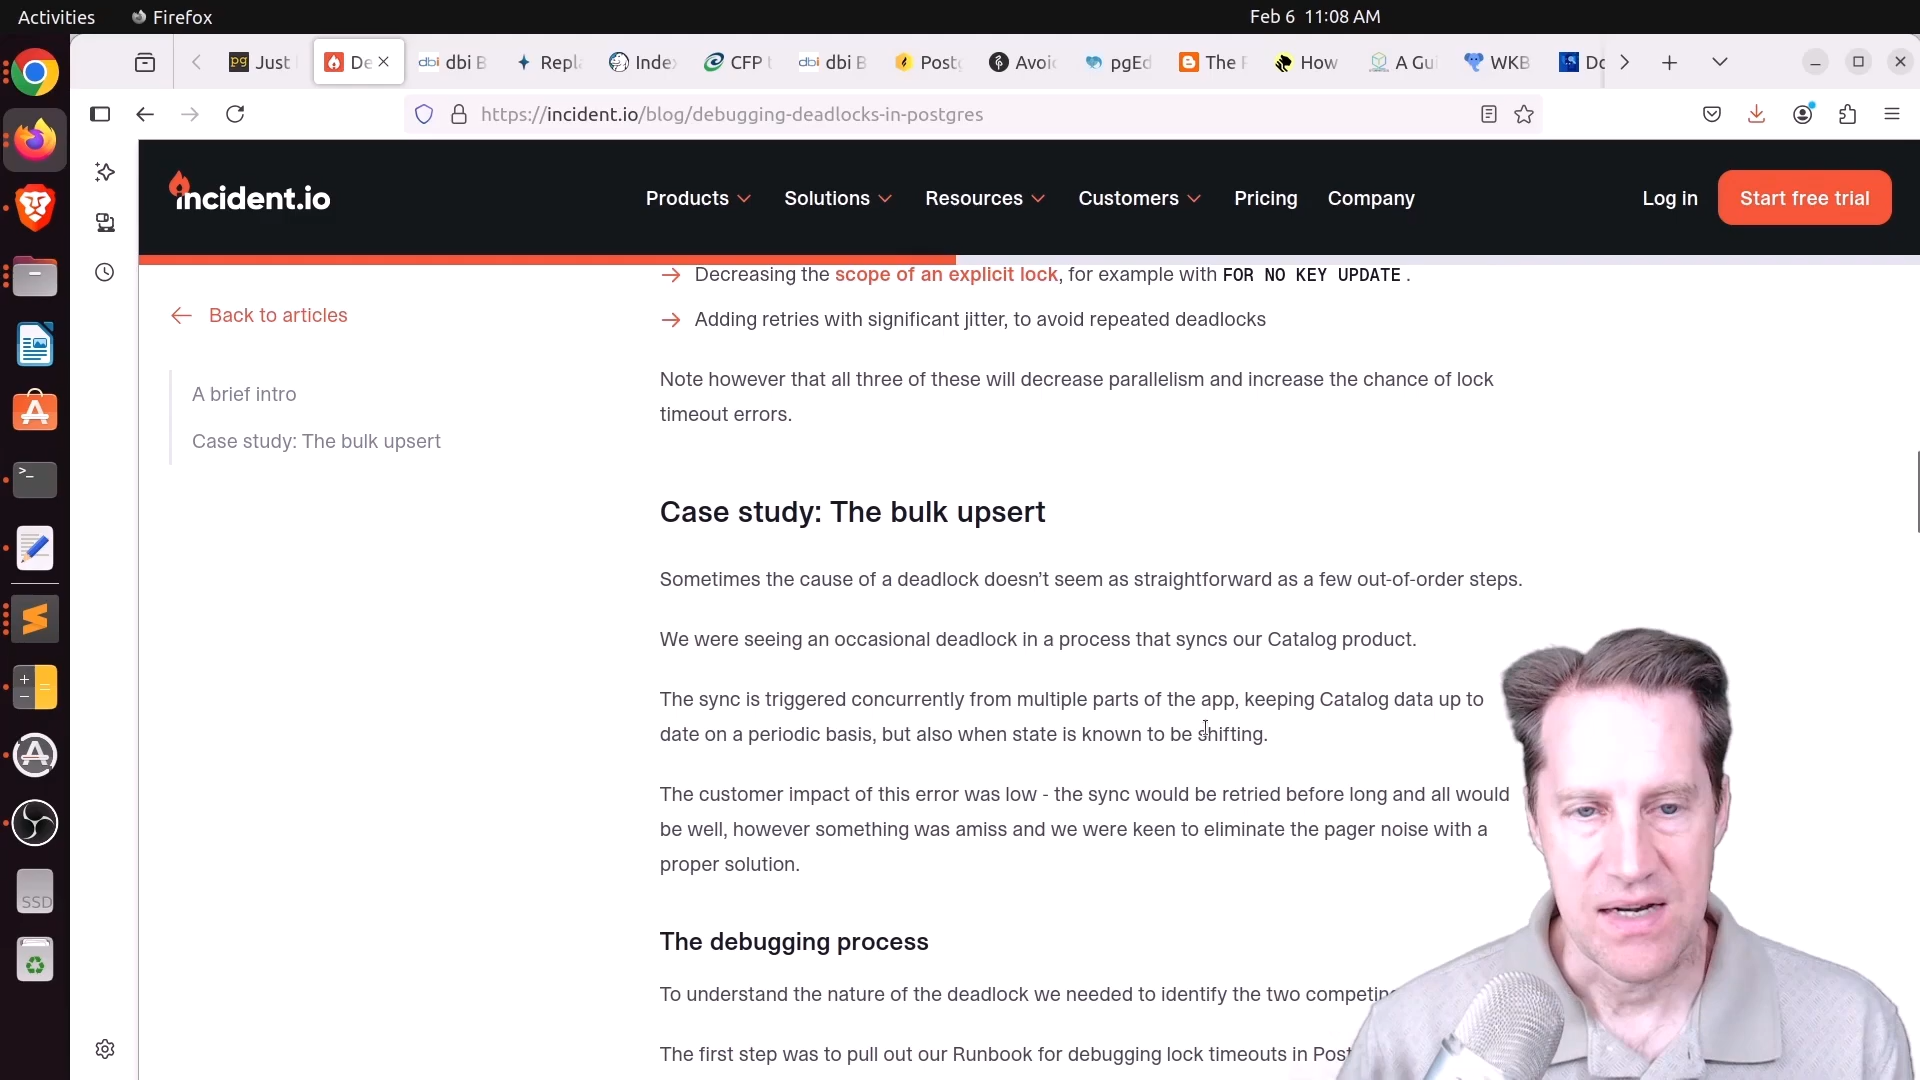 Activities
Firefox
Feb 6 11:08 AM
pg Just
De
dbi B
Repl
Inde
CFP
dbi B
Postg
Avoi
pgEd
The
How
A Gui
WKB
Do
https://incident.io/blog/debugging-deadlocks-in-postgres
incident.io
Products
Solutions
Resources
Customers
Pricing
Company
Log in
Start free trial
Decreasing the scope of an explicit lock, for example with FOR NO KEY UPDATE .
Back to articles
Adding retries with significant jitter, to avoid repeated deadlocks
A brief intro
Case study: The bulk upsert
Note however that all three of these will decrease parallelism and increase the chance of lock
timeout errors.
Case study: The bulk upsert
Sometimes the cause of a deadlock doesn't seem as straightforward as a few out-of-order steps.
We were seeing an occasional deadlock in a process that syncs our Catalog product.
The sync is triggered concurrently from multiple parts of the app, keeping Catalog data up to
date on a periodic basis, but also when state is known to be shifting.
The customer impact of this error was low - the sync would be retried before long and all would
be well, however something was amiss and we were keen to eliminate the pager noise with a
proper solution.
The debugging process
To understand the nature of the deadlock we needed to identify the two competing
The first step was to pull out our Runbook for debugging lock timeouts in Post
SSD